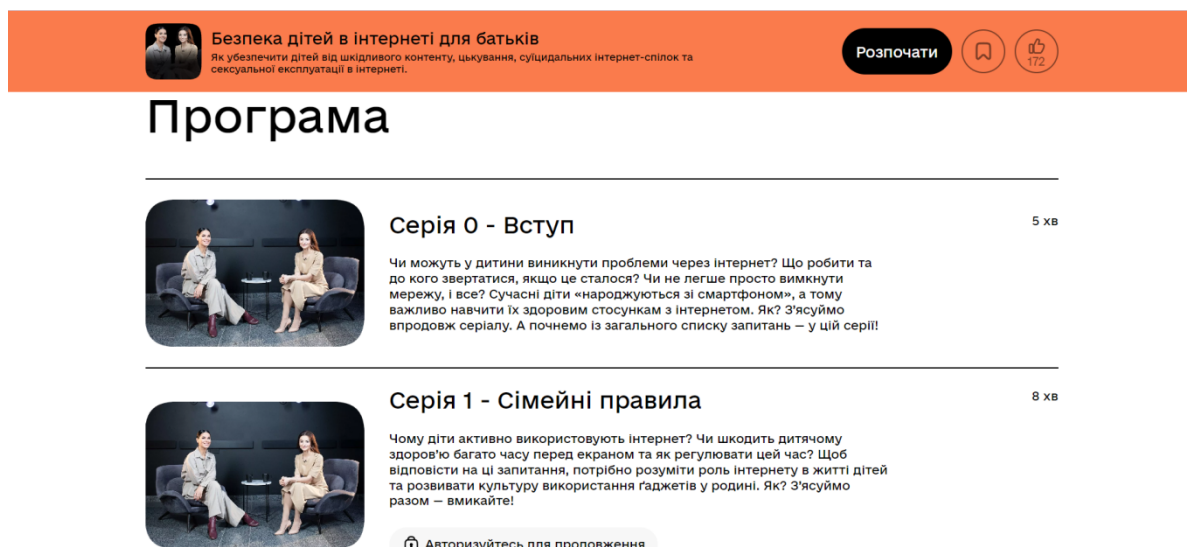 Безпека дітей в інтернеті для батьків
Як убезпечити дітей від шкідливого контенту, цькування, суїцидальних інтернет-спілок та
сексуальної експлуатації в інтернеті.
Розпочати
172
Програма
Серія 0 - Вступ
5 хв
Чи можуть у дитини виникнути проблеми через інтернет? Що робити та
до кого звертатися, якщо це сталося? Чи не легше просто вимкнути
мережу, і все? Сучасні діти «народжуються зі смартфоном», а тому
важливо навчити їх здоровим стосункам з інтернетом. Як? З’ясуймо
впродовж серіалу. А почнемо із загального списку запитань — у цій серії!
Серія 1 - Сімейні правила
8 хв
Чому діти активно використовують інтернет? Чи шкодить дитячому
здоров’ю багато часу перед екраном та як регулювати цей час? Щоб
відповісти на ці запитання, потрібно розуміти роль інтернету в житті дітей
та розвивати культуру використання ґаджетів у родині. Як? З’ясуймо
разом — вмикайте!
Авторизуйтесь для продовження